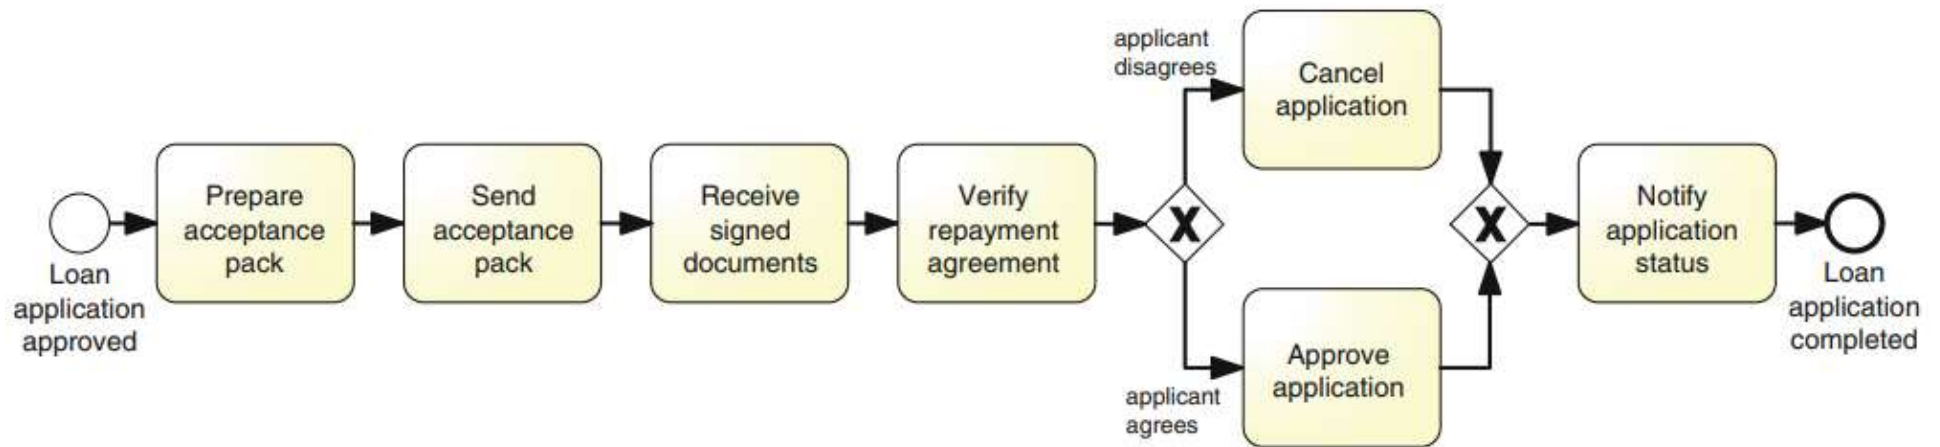 Loan
application
approved
Prepare
acceptance
pack
Send
acceptance
pack
Receive
signed
documents
Verify
repayment
agreement
X
applicant
disagrees
Cancel
application
applicant
agrees
Approve
application
X
Notify
application
status
Loan
application
completed